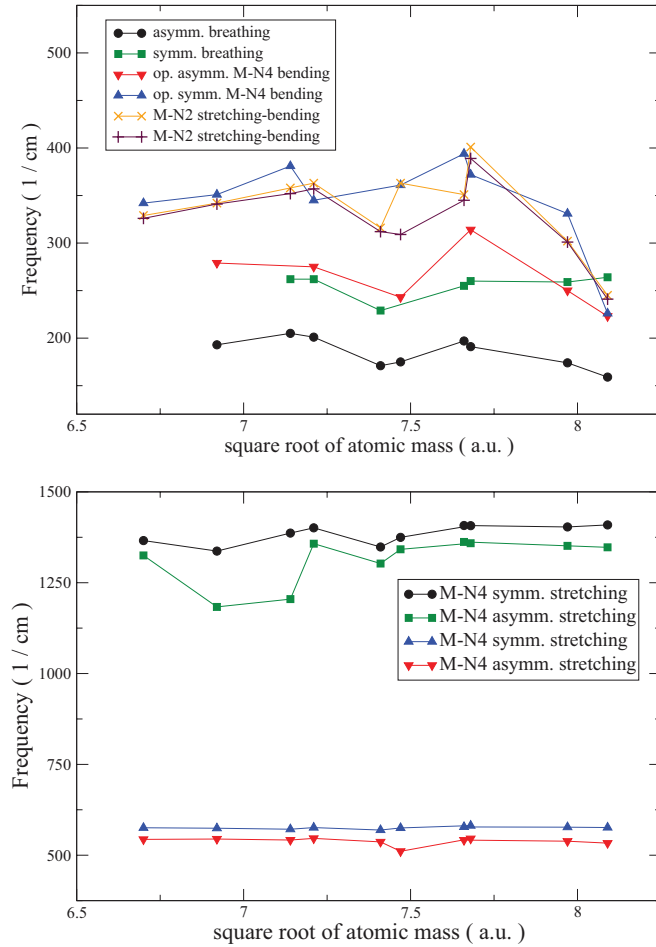 asymm. breathing
symm. breathing
op. asymm. M-N4 bending
op. symm. M-N4 bending
M-N2 stretching-bending
M-N2 stretching-bending
500
400
300
200
Frequency ( 1 / cm )
6.5 7 7.5 8
square root of atomic mass ( a.u. )
1500
1250
1000
750
500
Frequency ( 1 / cm )
M-N4 symm. stretching
M-N4 asymm. stretching
M-N4 symm. stretching
M-N4 asymm. stretching
6.5 7 7.5 8
square root of atomic mass ( a.u. )